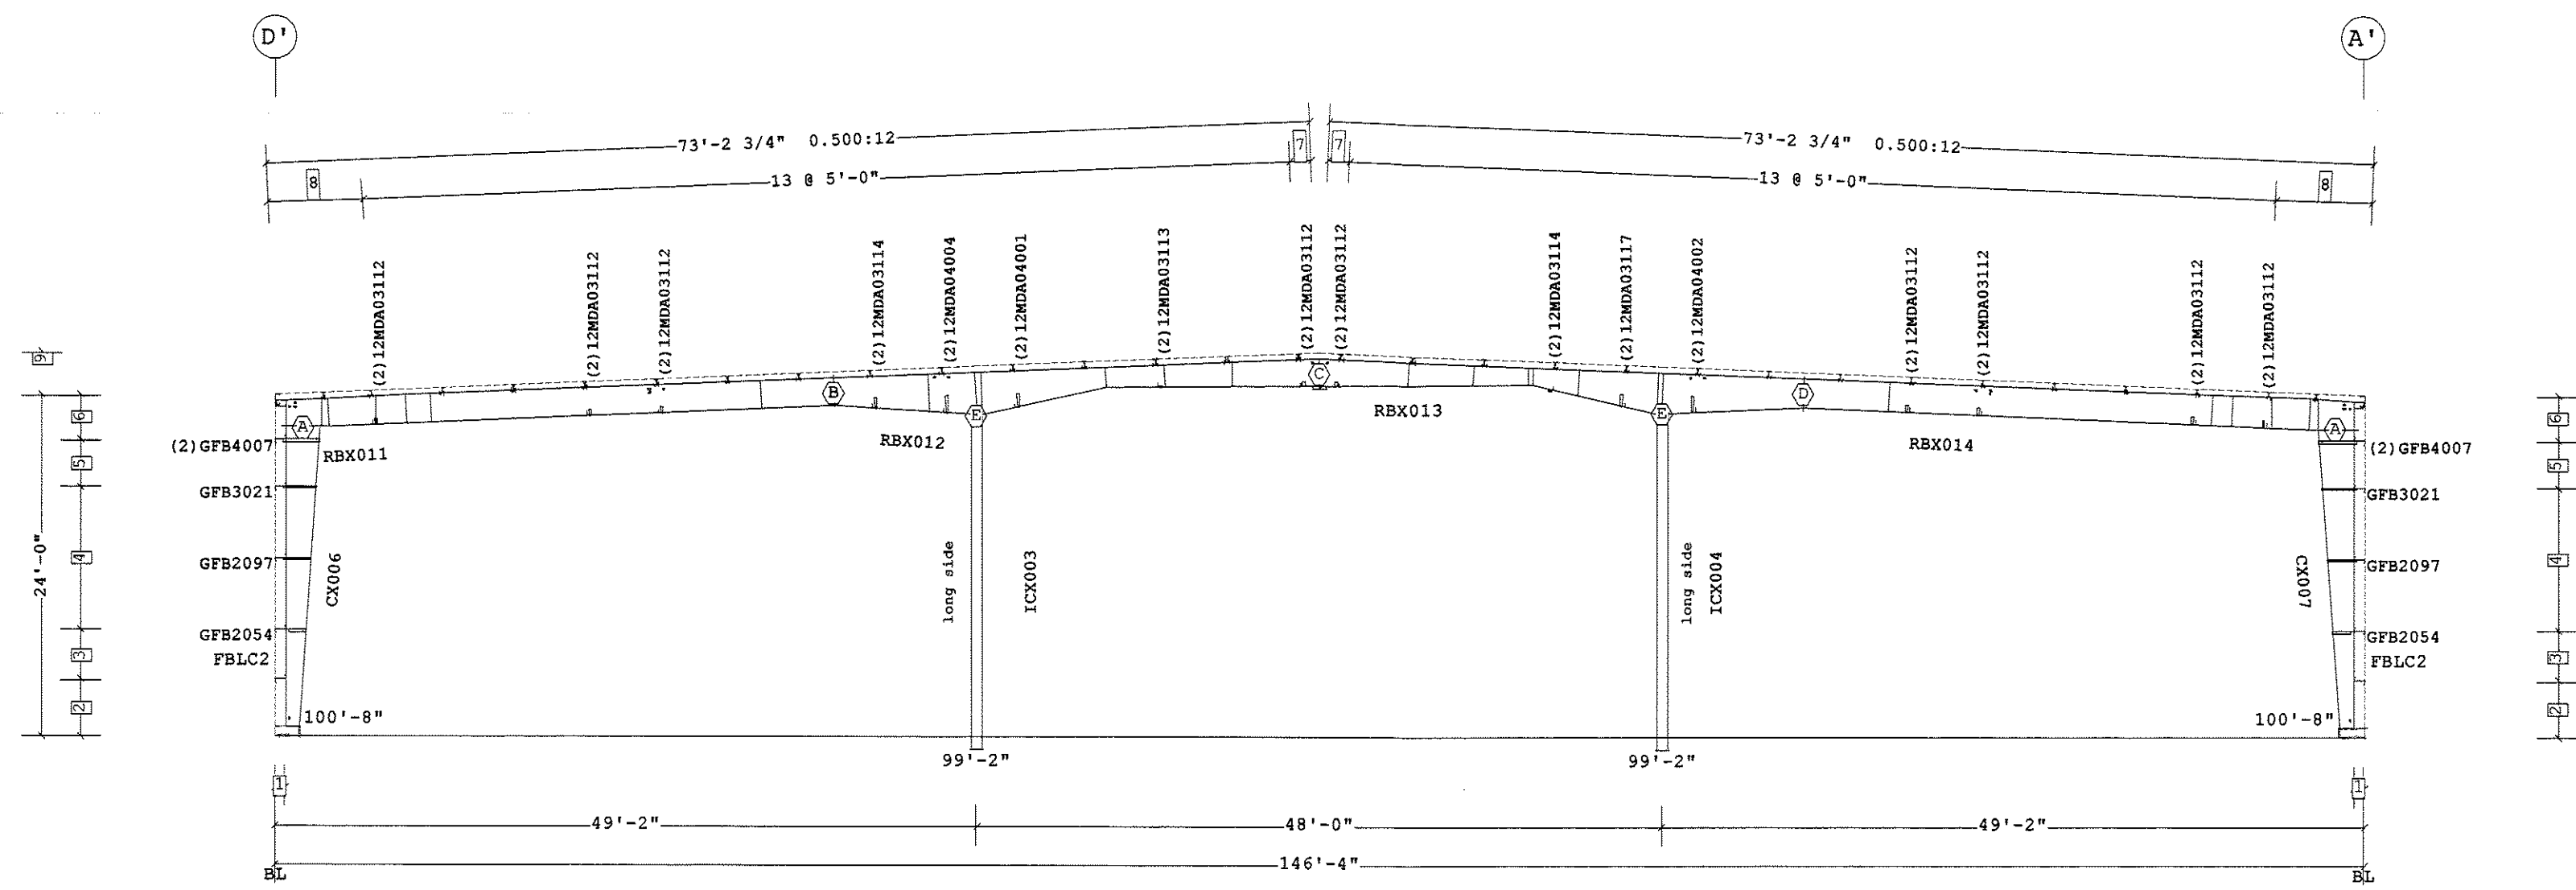 D' A'
73'-2 3/4" 0.500:12 73'-2 3/4" 0.500:12
7 7
8 13 @ 5'-0" 13 @ 5'-0" 8
(2)12MDA03112
(2)12MDA03112
(2)12MDA03112
(2)12MDA03114
(2)12MDA04004
(2)12MDA04001
(2)12MDA03113
(2)12MDA03112
(2)12MDA03112
(2)12MDA03114
(2)12MDA03117
(2)12MDA04002
(2)12MDA03112
(2)12MDA03112
(2)12MDA03112
(2)12MDA03112
9
B C D
A E E A
RBX011 RBX012 RBX013 RBX014
6 (2)GFB4007 (2)GFB4007 6
5 GFB3021 GFB3021 5
24'-0"
4 GFB2097 GFB2097 4
CX006 long side ICX003 long side ICX004 CX007
GFB2054 GFB2054
3 FBLC2 FBLC2 3
2 100'-8" 100'-8" 2
99'-2" 99'-2"
1 1
49'-2" 48'-0" 49'-2"
146'-4"
BL BL